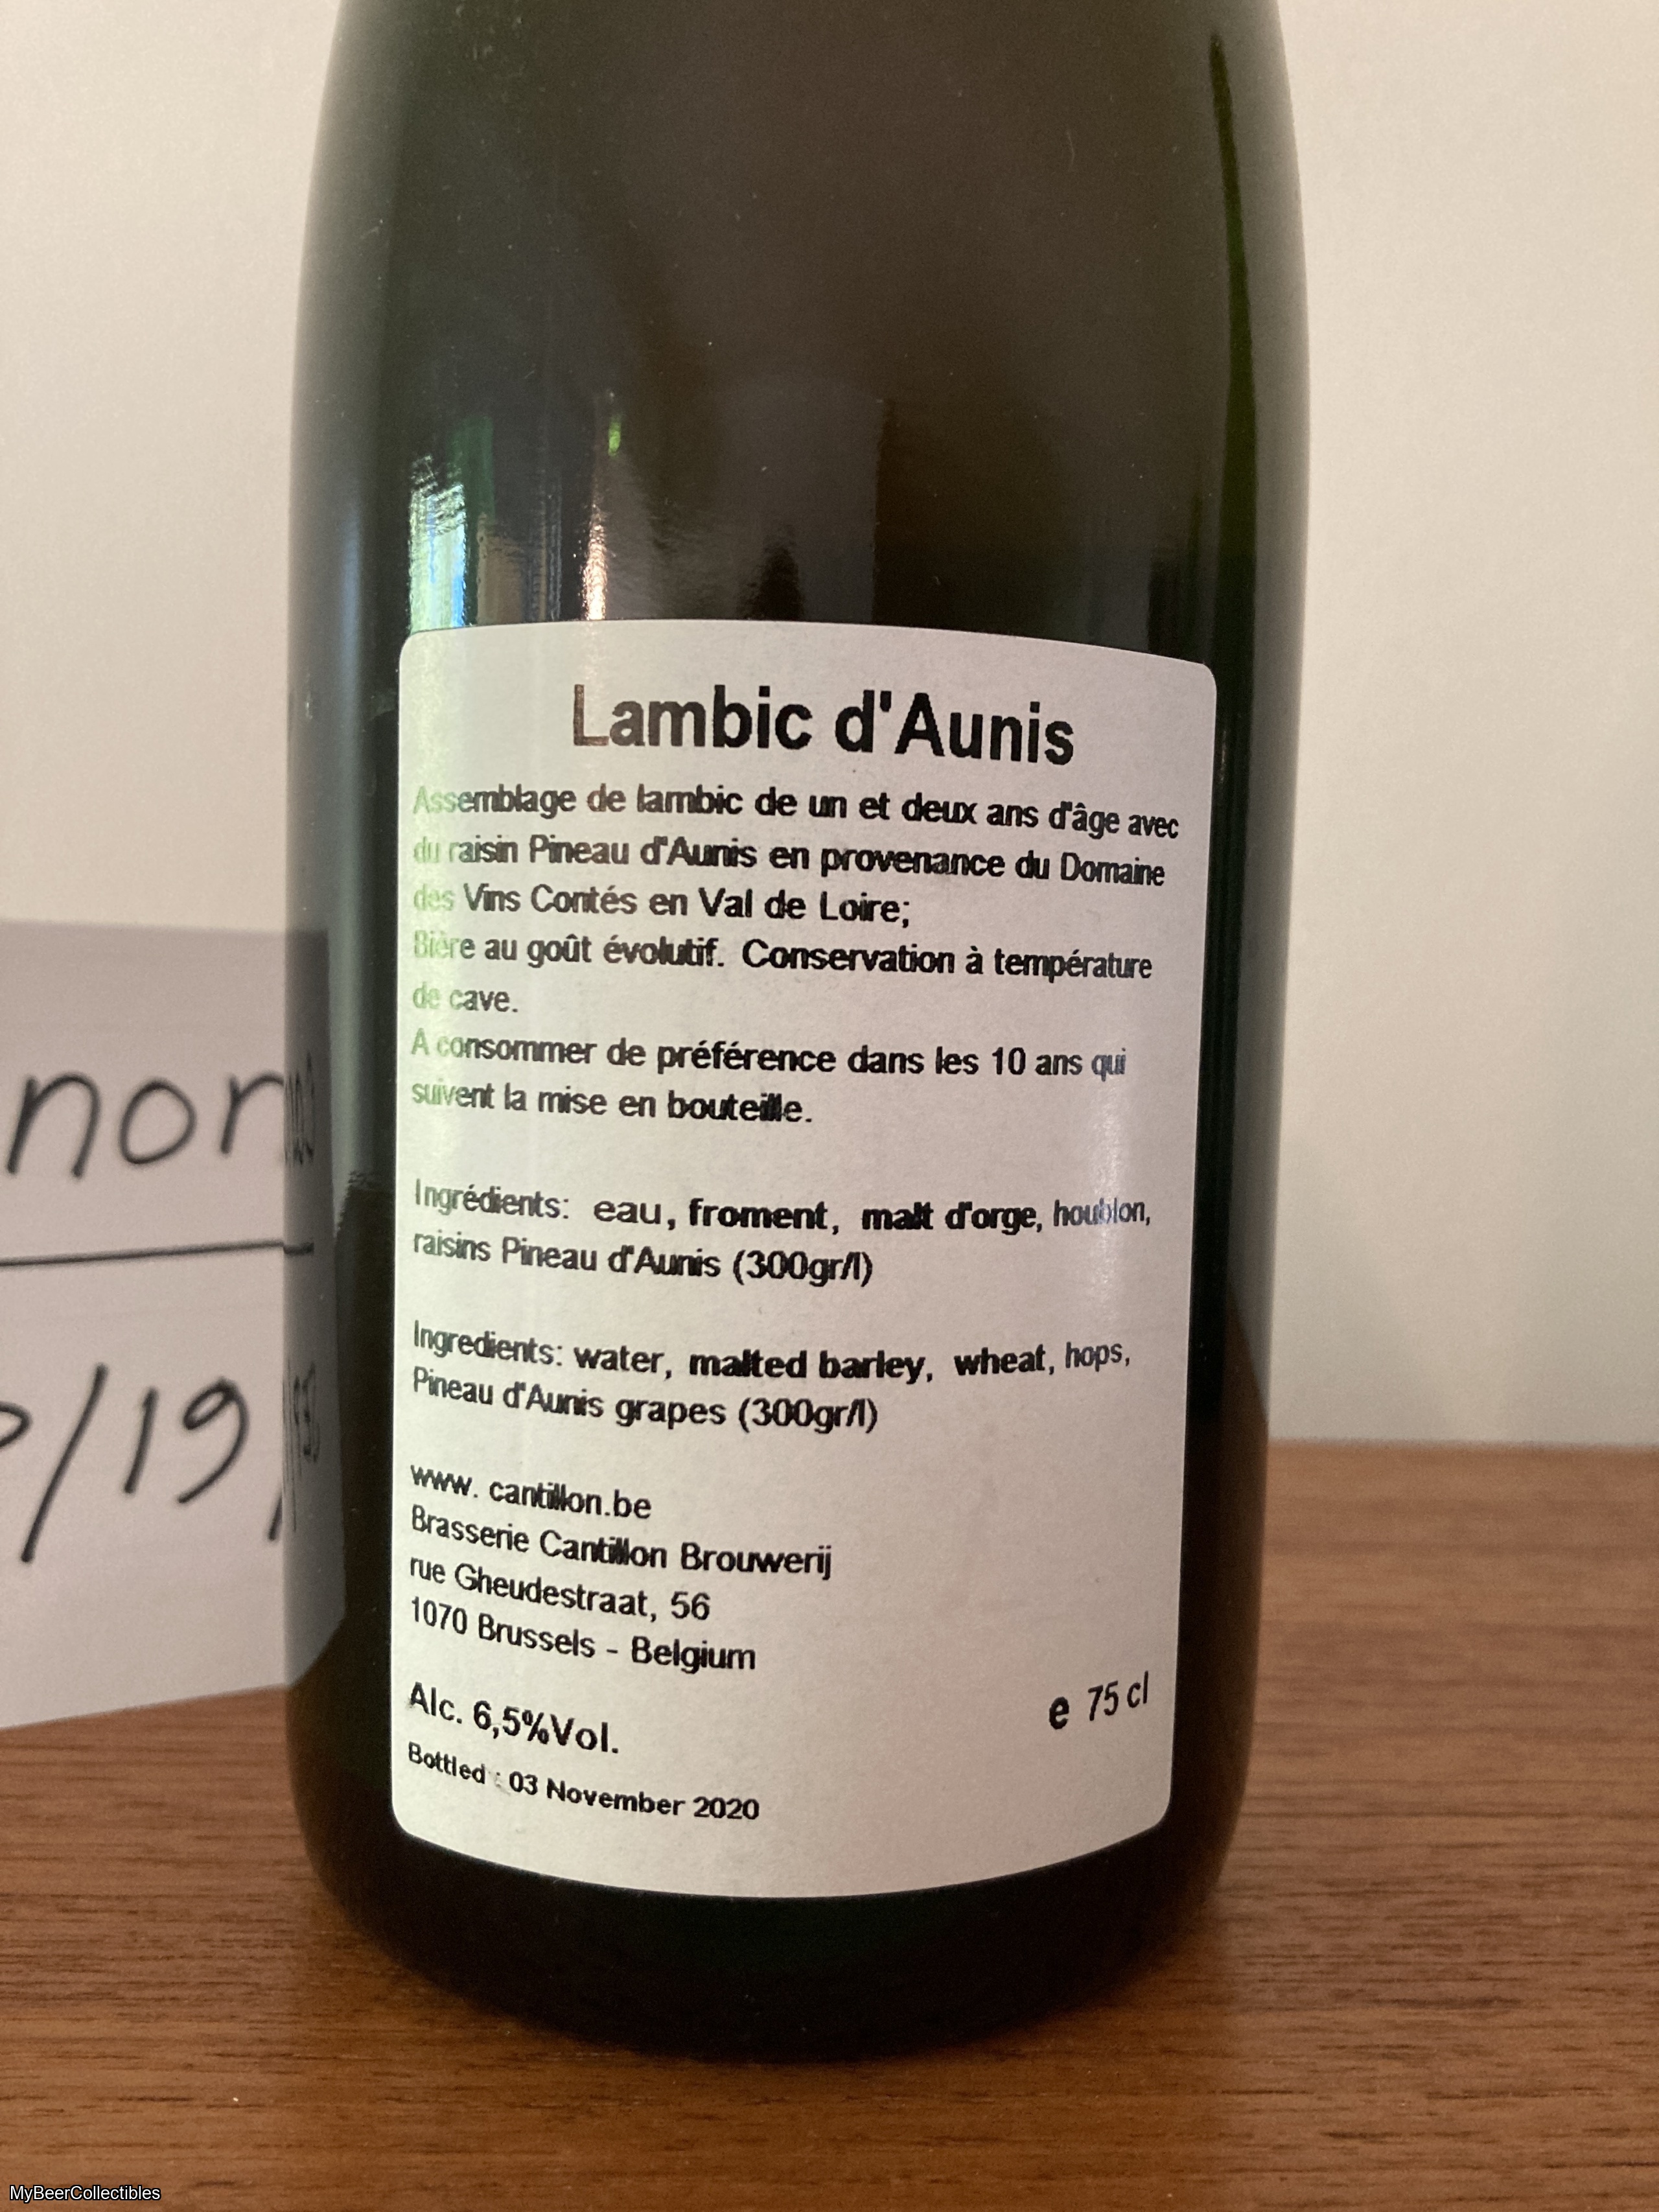 Lambic d'Aunis
Assemblage de lambic de un et deux ans d'âge avec
du raisin Pineau d'Aunis en provenance du Domaine
des Vins Contés en Val de Loire;
Bière au goût évolutif. Conservation à température
de cave.
A consommer de préférence dans les 10 ans qui
suivent la mise en bouteille.
Ingrédients: eau, froment, malt d'orge, houblon,
raisins Pineau d'Aunis (300gr/l)
Ingredients: water, malted barley, wheat, hops,
Pineau d'Aunis grapes (300gr/l)
www. cantillon.be
Brasserie Cantillon Brouwerij
rue Gheudestraat, 56
1070 Brussels - Belgium
Alc. 6,5%Vol.
e 75 cl
Bottled : 03 November 2020
nor
/19/
MyBeerCollectibles